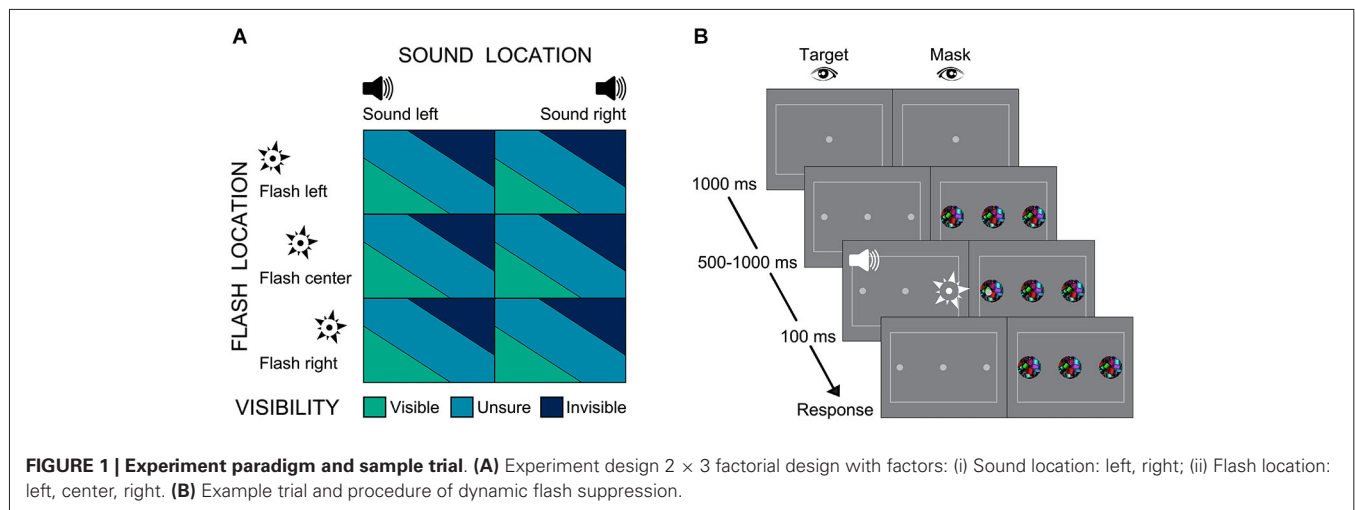 A
SOUND LOCATION
Sound left
Sound right
FLASH LOCATION
Flash left
Flash center
Flash right
VISIBILITY
Visible
Unsure
Invisible
B
Target
Mask
1000 ms
500-1000 ms
100 ms
Response
FIGURE 1 | Experiment paradigm and sample trial. (A) Experiment design 2 × 3 factorial design with factors: (i) Sound location: left, right; (ii) Flash location:
left, center, right. (B) Example trial and procedure of dynamic flash suppression.